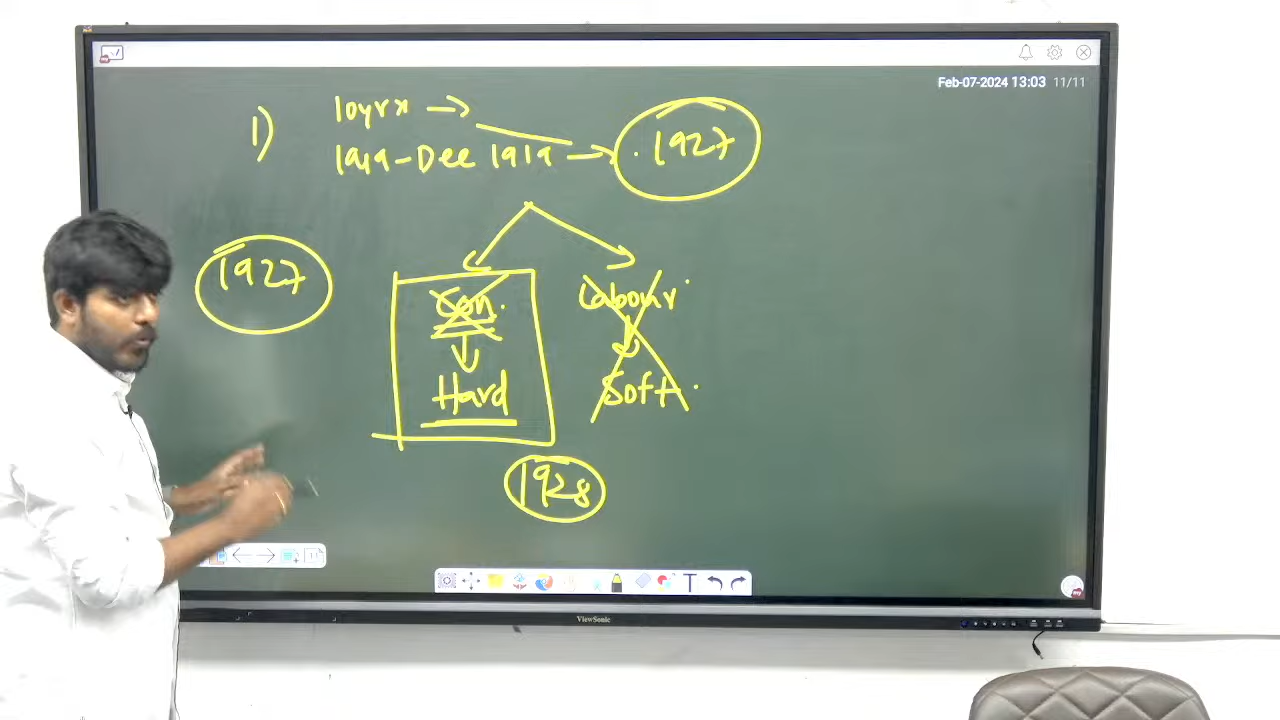 Feb-07-2024 13:03 11/11
1) 10yrs →
1919-Dec 1919 → 1927
1927
Con. Labour
Hard Soft
1928
ViewSonic